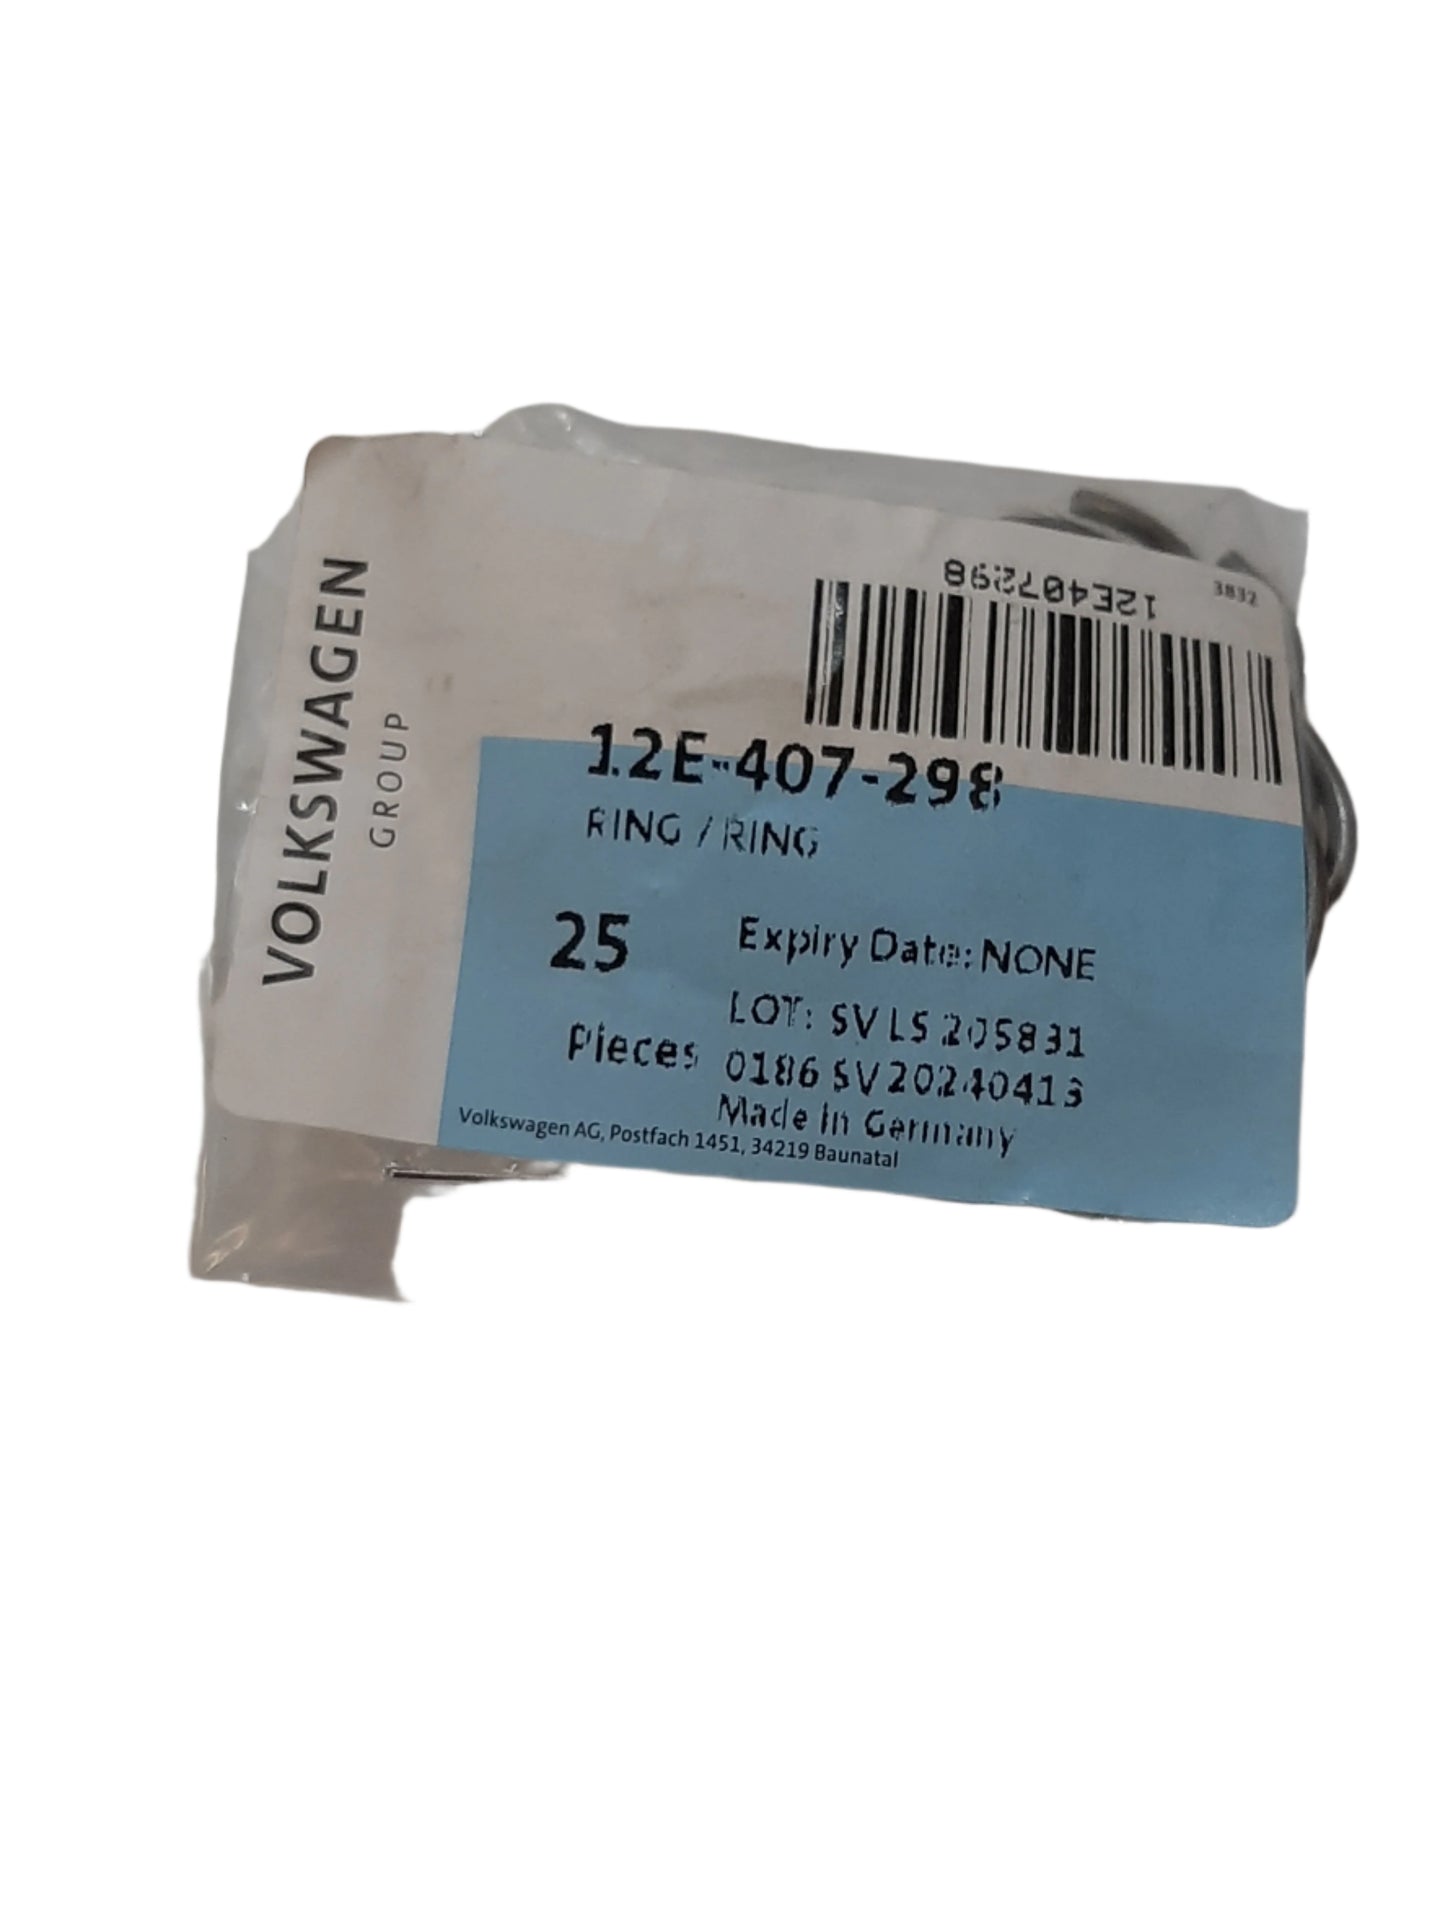 VOLKSWAGEN
GROUP
12E407298
3832
12E-407-298
RING / RING
25
Pieces
Expiry Date: NONE
LOT: SV LS 205831
0186 SV 20240413
Made In Germany
Volkswagen AG, Postfach 1451, 34219 Baunatal